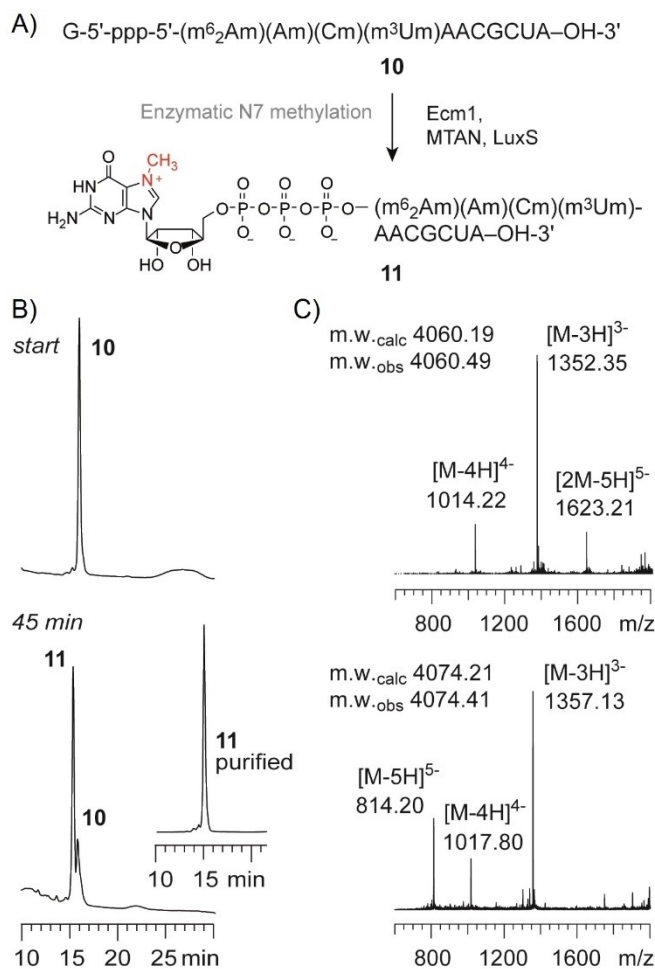 A) G-5'-ppp-5'-(m⁶₂Am)(Am)(Cm)(m³Um)AACGCUA–OH-3'
10
Enzymatic N7 methylation
Ecm1,
MTAN, LuxS
O
CH₃
N⁺
HN
H₂N
N
N
O
OH
OH
O
O
P
O₋
O
O
P
O₋
O
O
P
O₋
O
(m⁶₂Am)(Am)(Cm)(m³Um)-
AACGCUA–OH-3'
11
B)
start
10
45 min
11
10
11
purified
10 15 min
10 20 30 min
C)
m.w.calc 4060.19
m.w.obs 4060.49
[M-3H]³⁻
1352.35
[M-4H]⁴⁻
1014.22
[2M-5H]⁵⁻
1623.21
800 1200 1600 m/z
m.w.calc 4074.21
m.w.obs 4074.41
[M-3H]³⁻
1357.13
[M-5H]⁵⁻
814.20
[M-4H]⁴⁻
1017.80
800 1200 1600 m/z